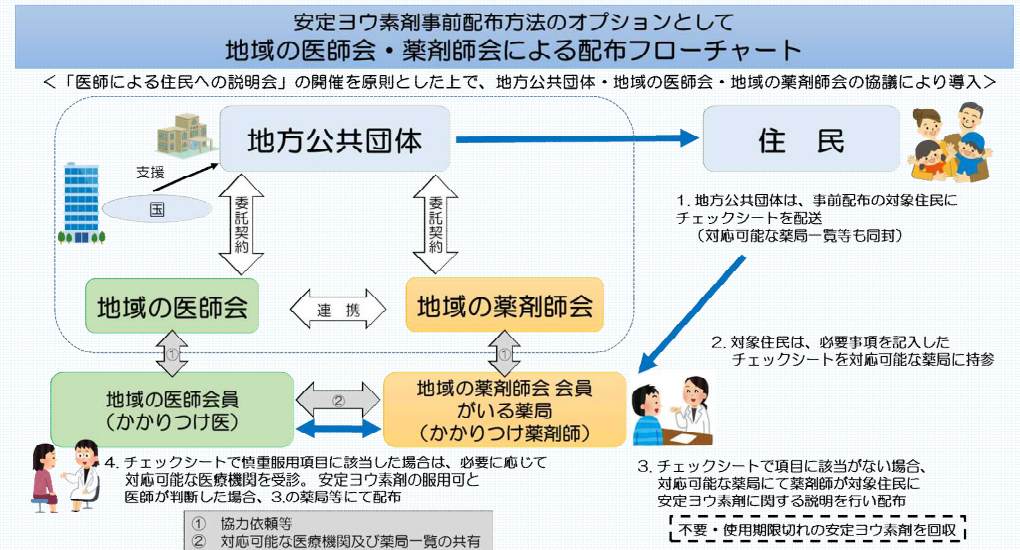 安定ヨウ素剤事前配布方法のオプションとして
地域の医師会・薬剤師会による配布フローチャート
＜「医師による住民への説明会」の開催を原則とした上で、地方公共団体・地域の医師会・地域の薬剤師会の協議により導入＞
地方公共団体
住　民
支援
国
委託契約
委託契約
1. 地方公共団体は、事前配布の対象住民に
チェックシートを配送
（対応可能な薬局一覧等も同封）
地域の医師会
連　携
地域の薬剤師会
2. 対象住民は、必要事項を記入した
チェックシートを対応可能な薬局に持参
①
①
地域の医師会員
（かかりつけ医）
②
地域の薬剤師会 会員
がいる薬局
（かかりつけ薬剤師）
4. チェックシートで慎重服用項目に該当した場合は、必要に応じて
対応可能な医療機関を受診。安定ヨウ素剤の服用可と
医師が判断した場合、3.の薬局等にて配布
3. チェックシートで項目に該当がない場合、
対応可能な薬局にて薬剤師が対象住民に
安定ヨウ素剤に関する説明を行い配布
不要・使用期限切れの安定ヨウ素剤を回収
①　協力依頼等
②　対応可能な医療機関及び薬局一覧の共有